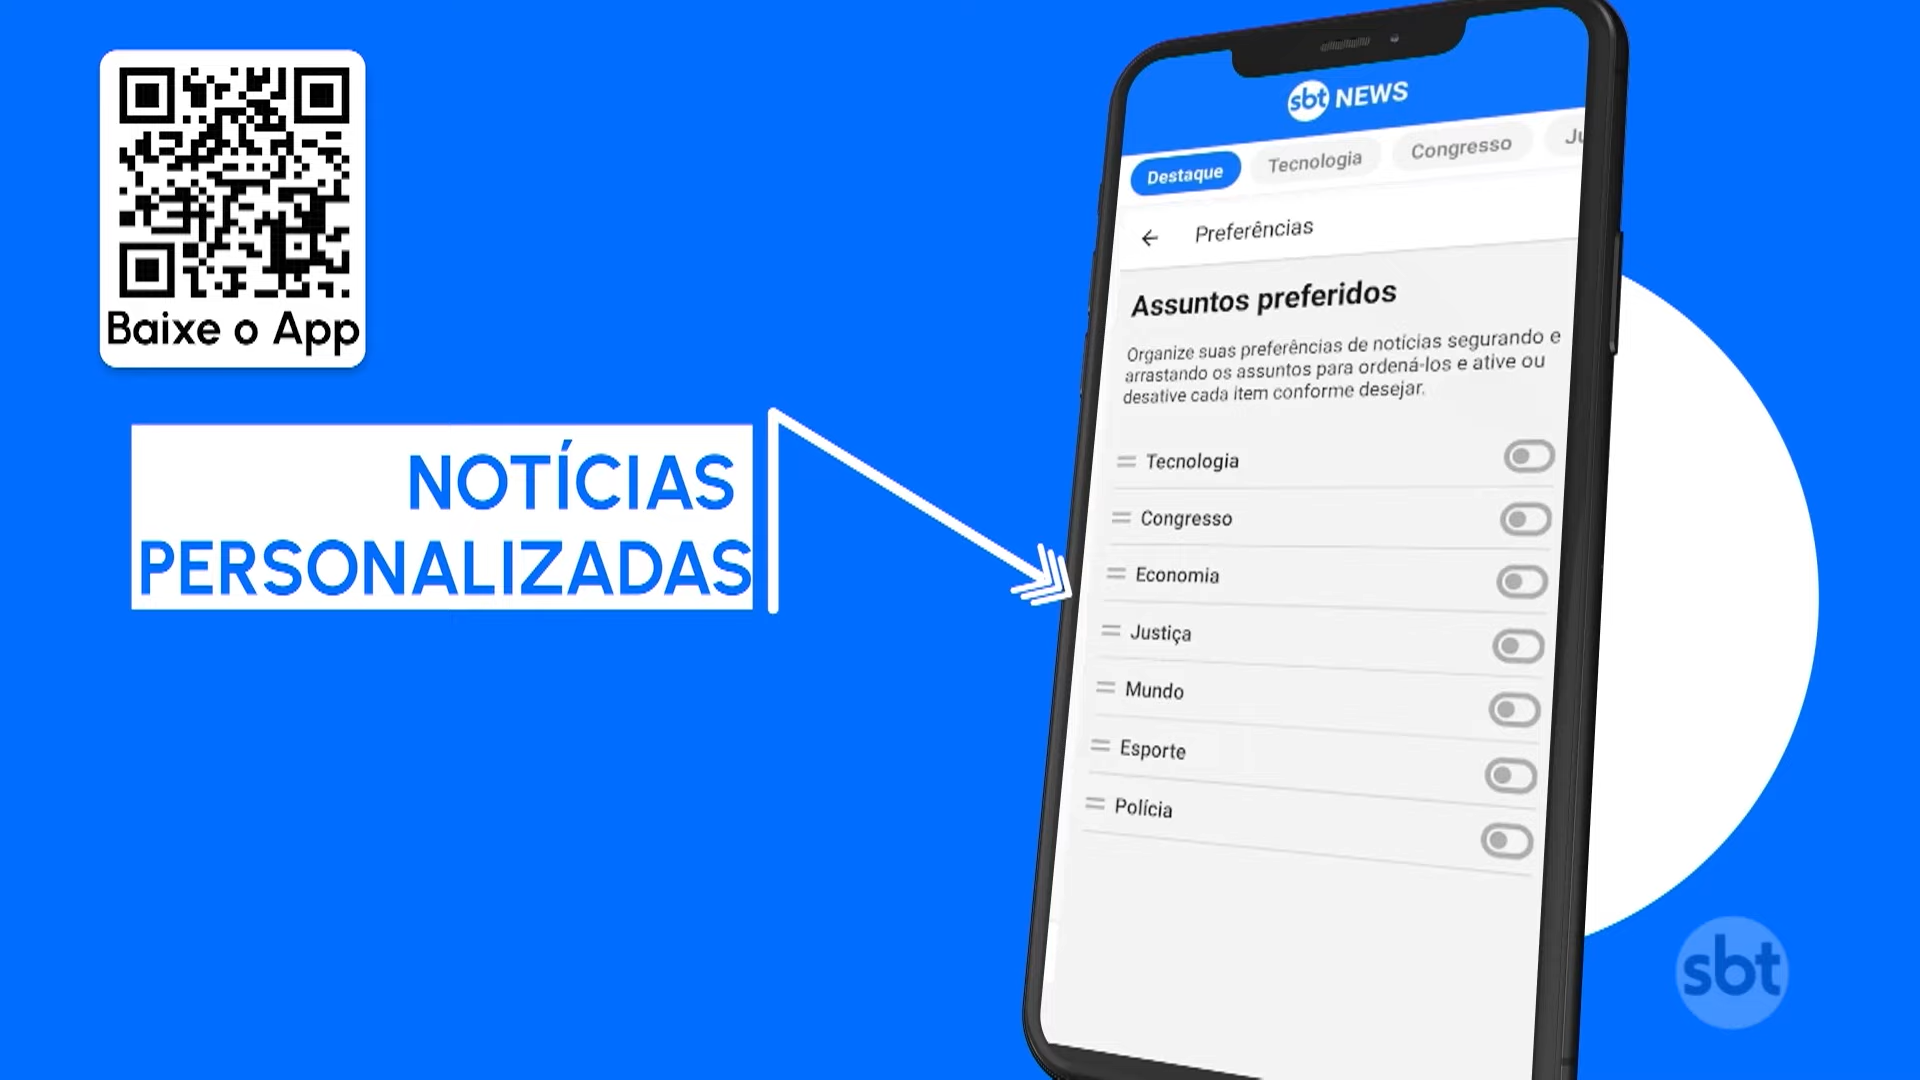 Baixe o App
NOTÍCIAS
PERSONALIZADAS
sbt NEWS
Destaque Tecnologia Congresso Ju
Preferências
Assuntos preferidos
Organize suas preferências de notícias segurando e
arrastando os assuntos para ordená-los e ative ou
desative cada item conforme desejar.
Tecnologia
Congresso
Economia
Justiça
Mundo
Esporte
Polícia
sbt